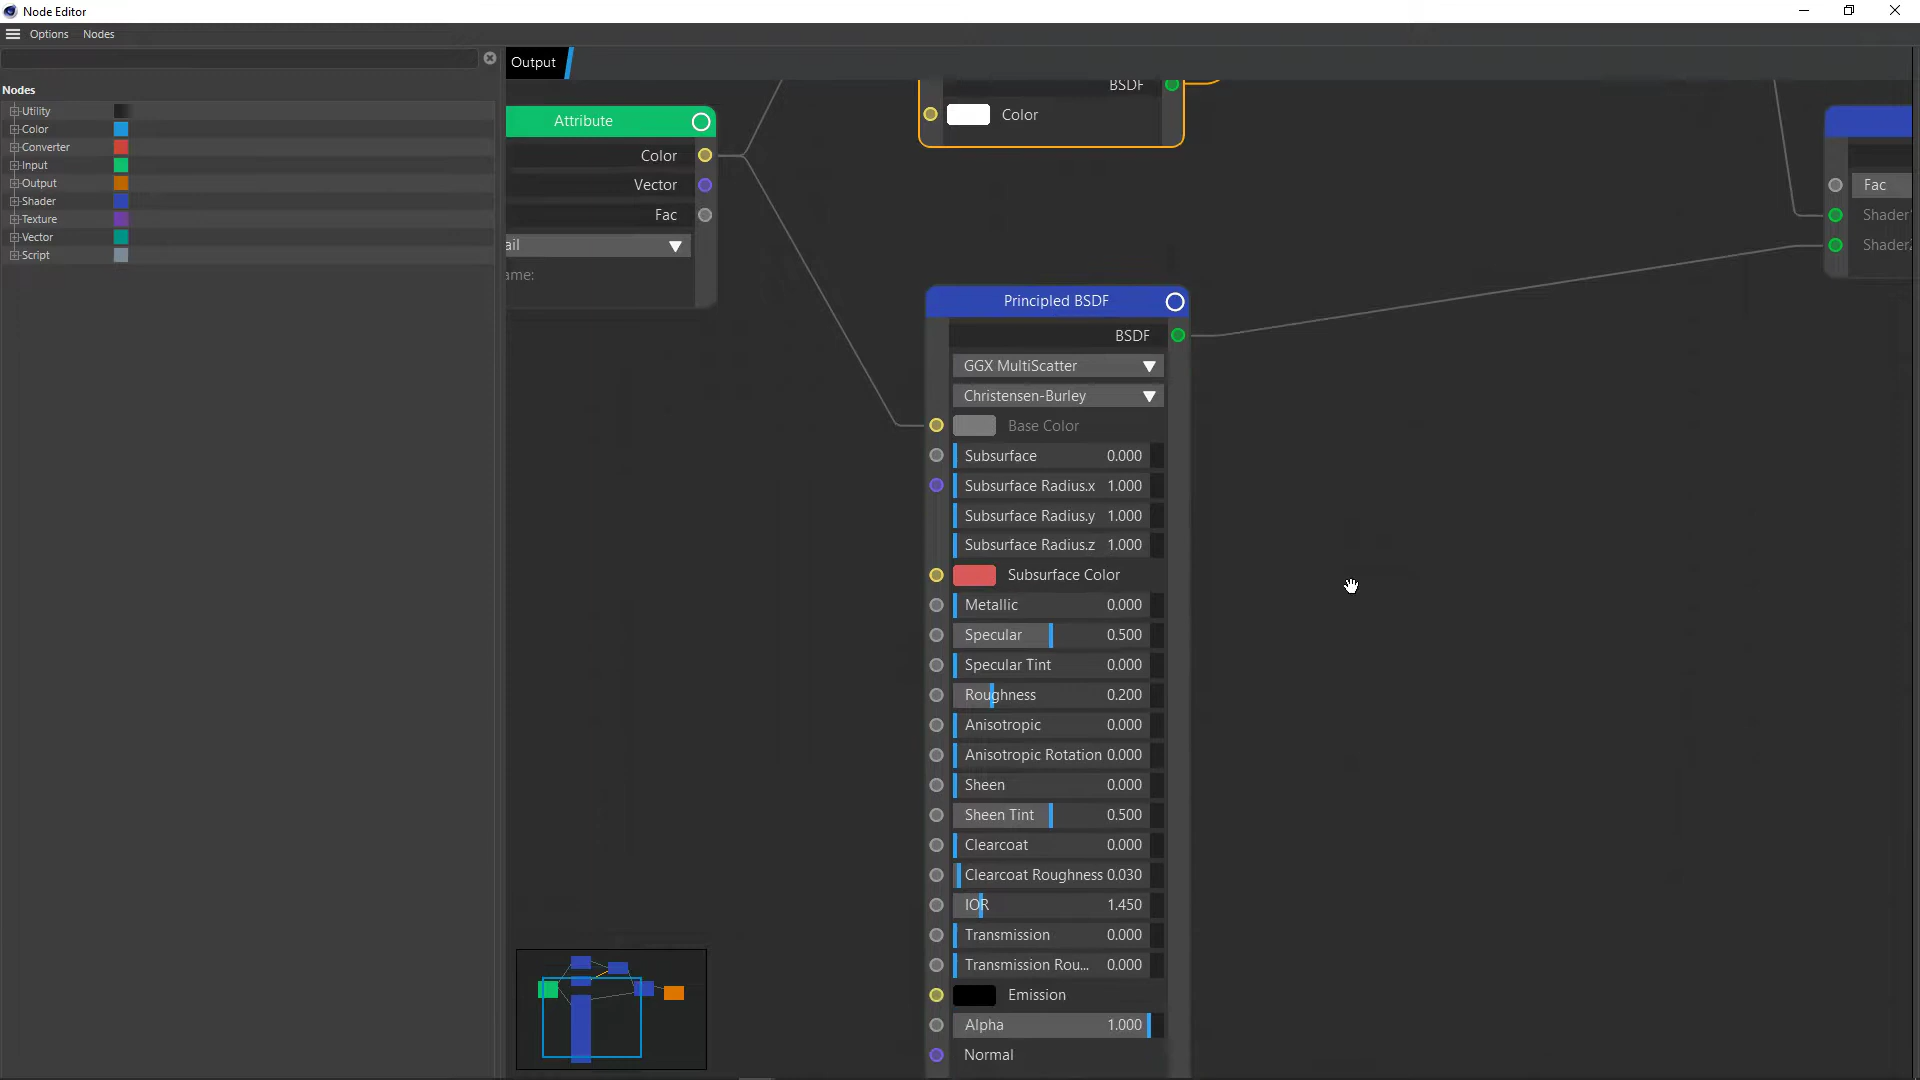 Node Editor
Options Nodes
Output
Nodes
Utility
Color
Converter
Input
Output
Shader
Texture
Vector
Script
Attribute
Color
Vector
Fac
ail
ame:
BSDF
Color
Fac
Shader
Shader
Principled BSDF
BSDF
GGX MultiScatter
Christensen-Burley
Base Color
Subsurface 0.000
Subsurface Radius.x 1.000
Subsurface Radius.y 1.000
Subsurface Radius.z 1.000
Subsurface Color
Metallic 0.000
Specular 0.500
Specular Tint 0.000
Roughness 0.200
Anisotropic 0.000
Anisotropic Rotation 0.000
Sheen 0.000
Sheen Tint 0.500
Clearcoat 0.000
Clearcoat Roughness 0.030
IOR 1.450
Transmission 0.000
Transmission Rou... 0.000
Emission
Alpha 1.000
Normal